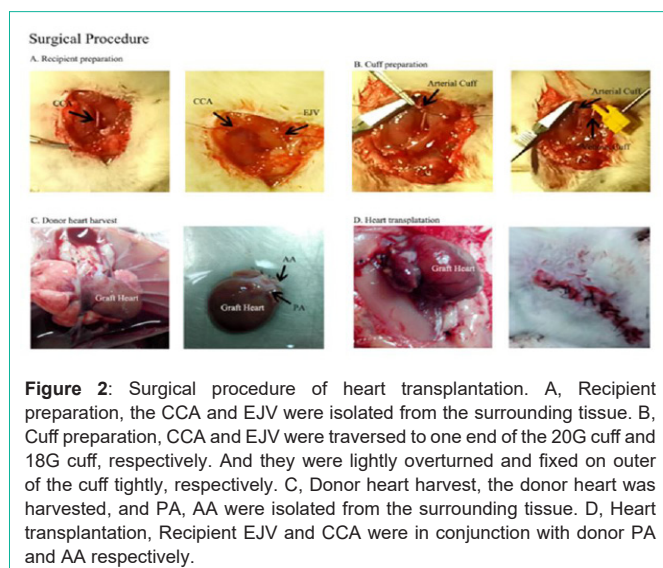 Surgical Procedure
A. Recipient preparation
B. Cuff preparation
CCA
CCA
EJV
Arterial Cuff
Arterial Cuff
Cuff
C. Donor heart harvest
D. Heart transplatation
Graft Heart
Graft Heart
AA
PA
Graft Heart
Figure 2: Surgical procedure of heart transplantation. A, Recipient
preparation, the CCA and EJV were isolated from the surrounding tissue. B,
Cuff preparation, CCA and EJV were traversed to one end of the 20G cuff and
18G cuff, respectively. And they were lightly overturned and fixed on outer
of the cuff tightly, respectively. C, Donor heart harvest, the donor heart was
harvested, and PA, AA were isolated from the surrounding tissue. D, Heart
transplantation, Recipient EJV and CCA were in conjunction with donor PA
and AA respectively.